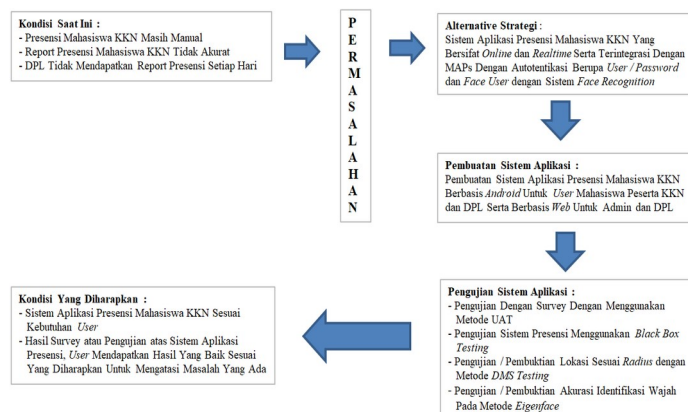 Kondisi Saat Ini :
- Presensi Mahasiswa KKN Masih Manual
- Report Presensi Mahasiswa KKN Tidak Akurat
- DPL Tidak Mendapatkan Report Presensi Setiap Hari
P
E
R
M
A
S
A
L
A
H
A
N
Alternative Strategi :
Sistem Aplikasi Presensi Mahasiswa KKN Yang
Bersifat Online dan Realtime Serta Terintegrasi Dengan
MAPs Dengan Autotentikasi Berupa User / Password
dan Face User dengan Sistem Face Recognition
Pembuatan Sistem Aplikasi :
Pembuatan Sistem Aplikasi Presensi Mahasiswa KKN
Berbasis Android Untuk User Mahasiswa Peserta KKN
dan DPL Serta Berbasis Web Untuk Admin dan DPL
Pengujian Sistem Aplikasi :
- Pengujian Dengan Survey Dengan Menggunakan
Metode UAT
- Pengujian Sistem Presensi Menggunakan Black Box
Testing
- Pengujian / Pembuktian Lokasi Sesuai Radius dengan
Metode DMS Testing
- Pengujian / Pembuktian Akurasi Identifikasi Wajah
Pada Metode Eigenface
Kondisi Yang Diharapkan :
- Sistem Aplikasi Presensi Mahasiswa KKN Sesuai
Kebutuhan User
- Hasil Survey atau Pengujian atas Sistem Aplikasi
Presensi, User Mendapatkan Hasil Yang Baik Sesuai
Yang Diharapkan Untuk Mengatasi Masalah Yang Ada